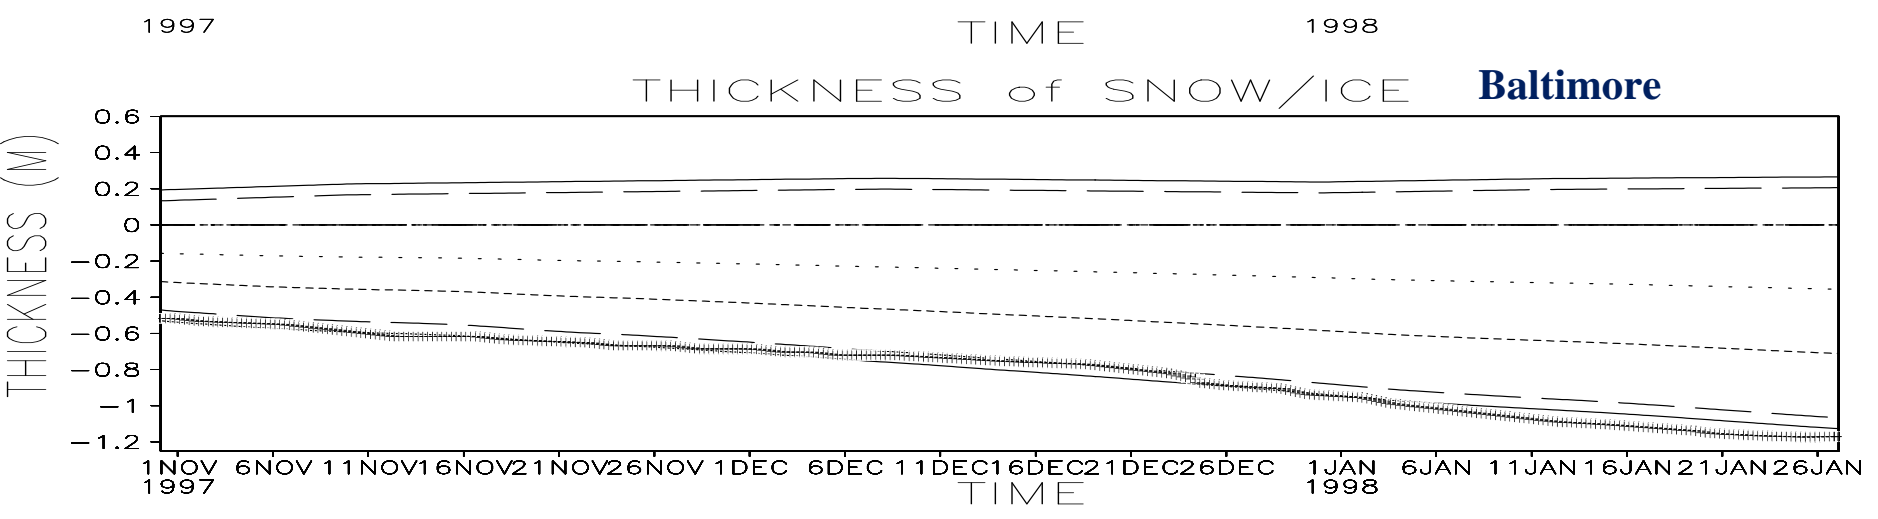 1997 TIME 1998
THICKNESS of SNOW/ICE Baltimore
THICKNESS (M)
0.6
0.4
0.2
0
−0.2
−0.4
−0.6
−0.8
−1
−1.2
1NOV 6NOV 11NOV 16NOV 21NOV 26NOV 1DEC 6DEC 11DEC 16DEC 21DEC 26DEC 1JAN 6JAN 11JAN 16JAN 21JAN 26JAN
1997 TIME 1998